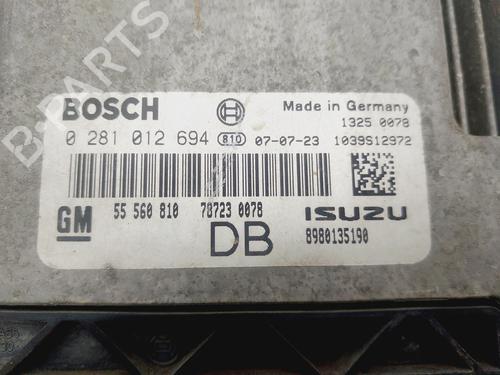 B-PARTS
BOSCH Made in Germany
1325 0078
0 281 012 694 810 07-07-23 1039S12972
GM 55 560 810 78723 0078 ISUZU
DB 8980135190